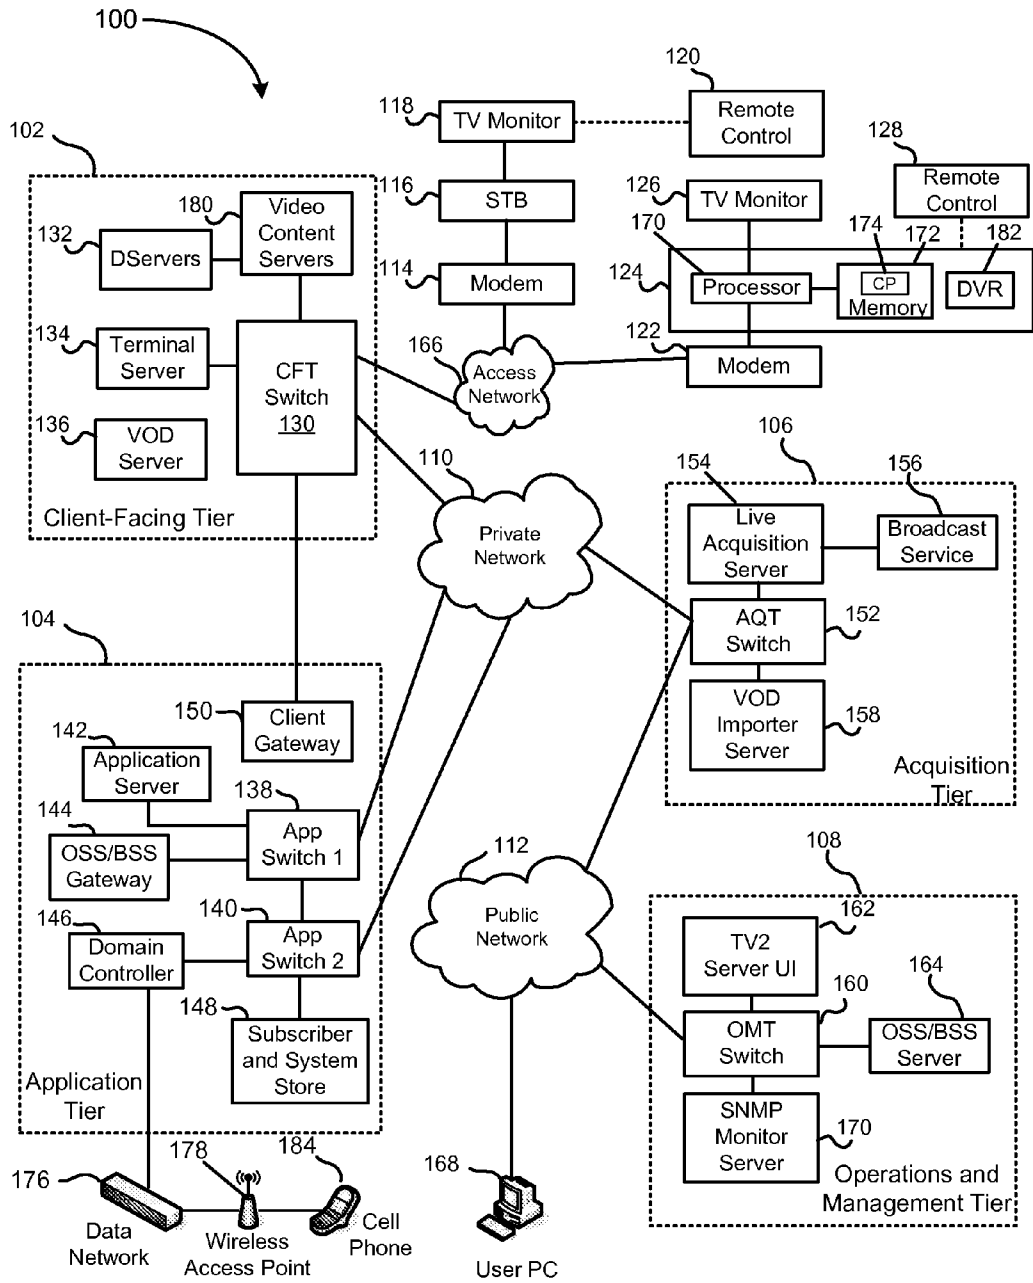 100
120
118
TV Monitor
Remote
Control
128
102
116
STB
126
TV Monitor
Remote
Control
180
Video
Content
Servers
132
DServers
170
174
172
182
114
Modem
124
Processor
CP
Memory
DVR
134
Terminal
Server
CFT
Switch
130
166
Access
Network
122
Modem
136
VOD
Server
106
110
154
156
Client-Facing Tier
Private
Network
Live
Acquisition
Server
Broadcast
Service
104
AQT
Switch
152
150
Client
Gateway
VOD
Importer
Server
158
142
Application
Server
Acquisition
Tier
138
144
App
Switch 1
OSS/BSS
Gateway
112
108
140
146
App
Switch 2
Domain
Controller
Public
Network
162
TV2
Server UI
160
164
148
Subscriber
and System
Store
OMT
Switch
OSS/BSS
Server
Application
Tier
SNMP
Monitor
Server
170
178
184
168
176
Operations and
Management Tier
Data
Network
Wireless
Access Point
Cell
Phone
User PC